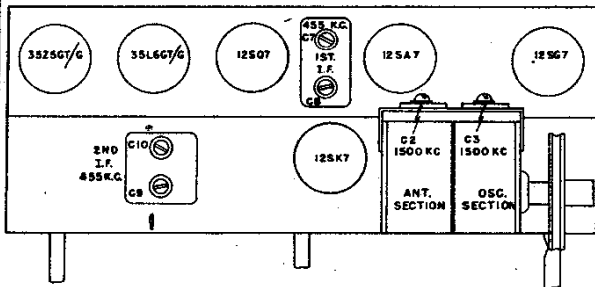 35Z5GT/G
35L6GT/G
12SQ7
455 K.C.
C7
1ST.
I.F.
C8
12SA7
12SG7
2ND
I.F.
455K.C.
C10
C9
12SK7
C2
1500 KC
C3
1500 KC
ANT.
SECTION
OSC.
SECTION